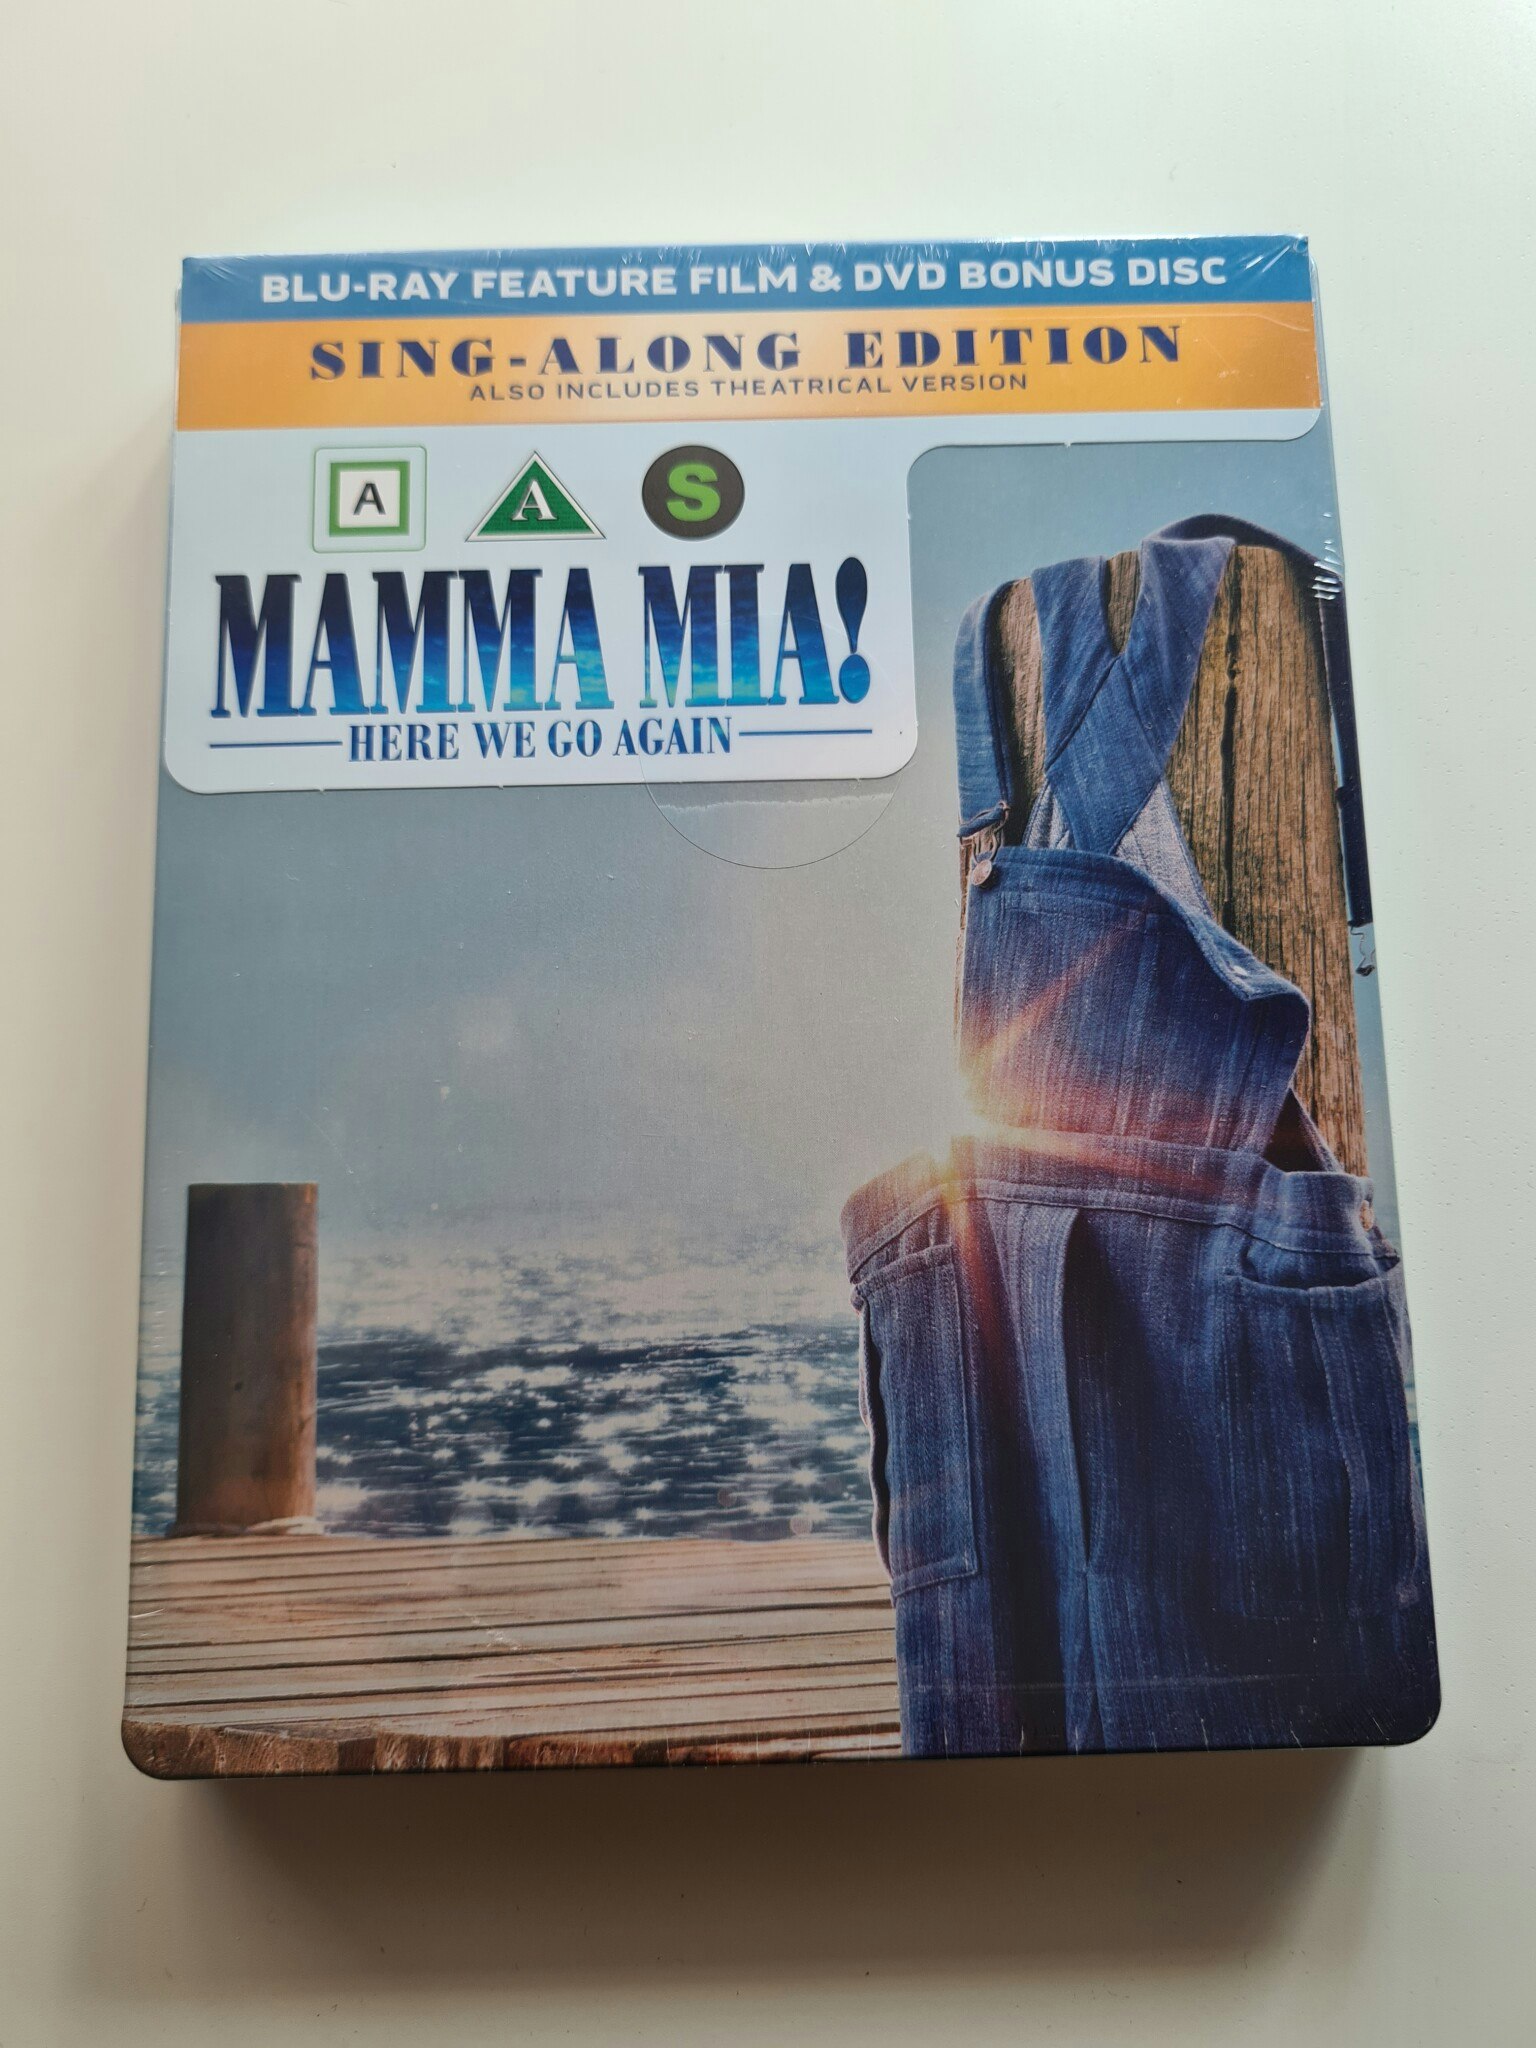 BLU-RAY FEATURE FILM & DVD BONUS DISC
SING-ALONG EDITION
ALSO INCLUDES THEATRICAL VERSION
A A S
MAMMA MIA!
HERE WE GO AGAIN